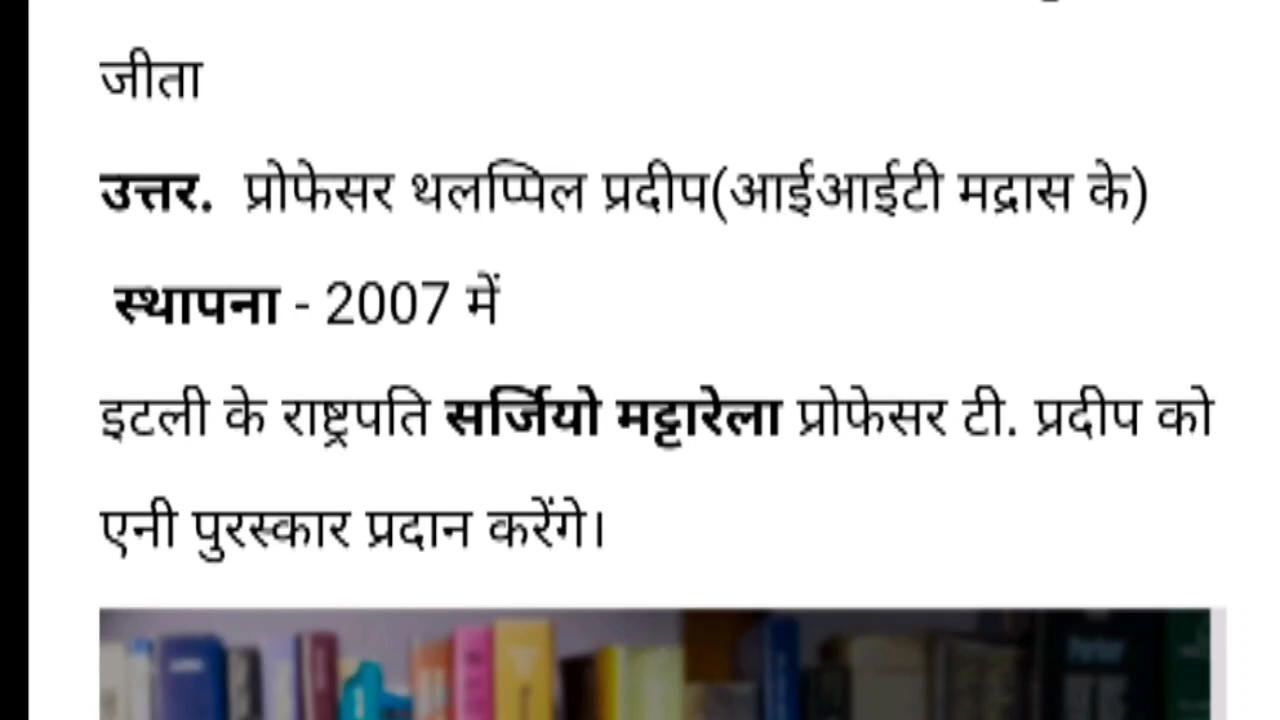 जीता
उत्तर. प्रोफेसर थलप्पिल प्रदीप(आईआईटी मद्रास के)
स्थापना - 2007 में
इटली के राष्ट्रपति सर्जियो मट्टारेला प्रोफेसर टी. प्रदीप को
एनी पुरस्कार प्रदान करेंगे।